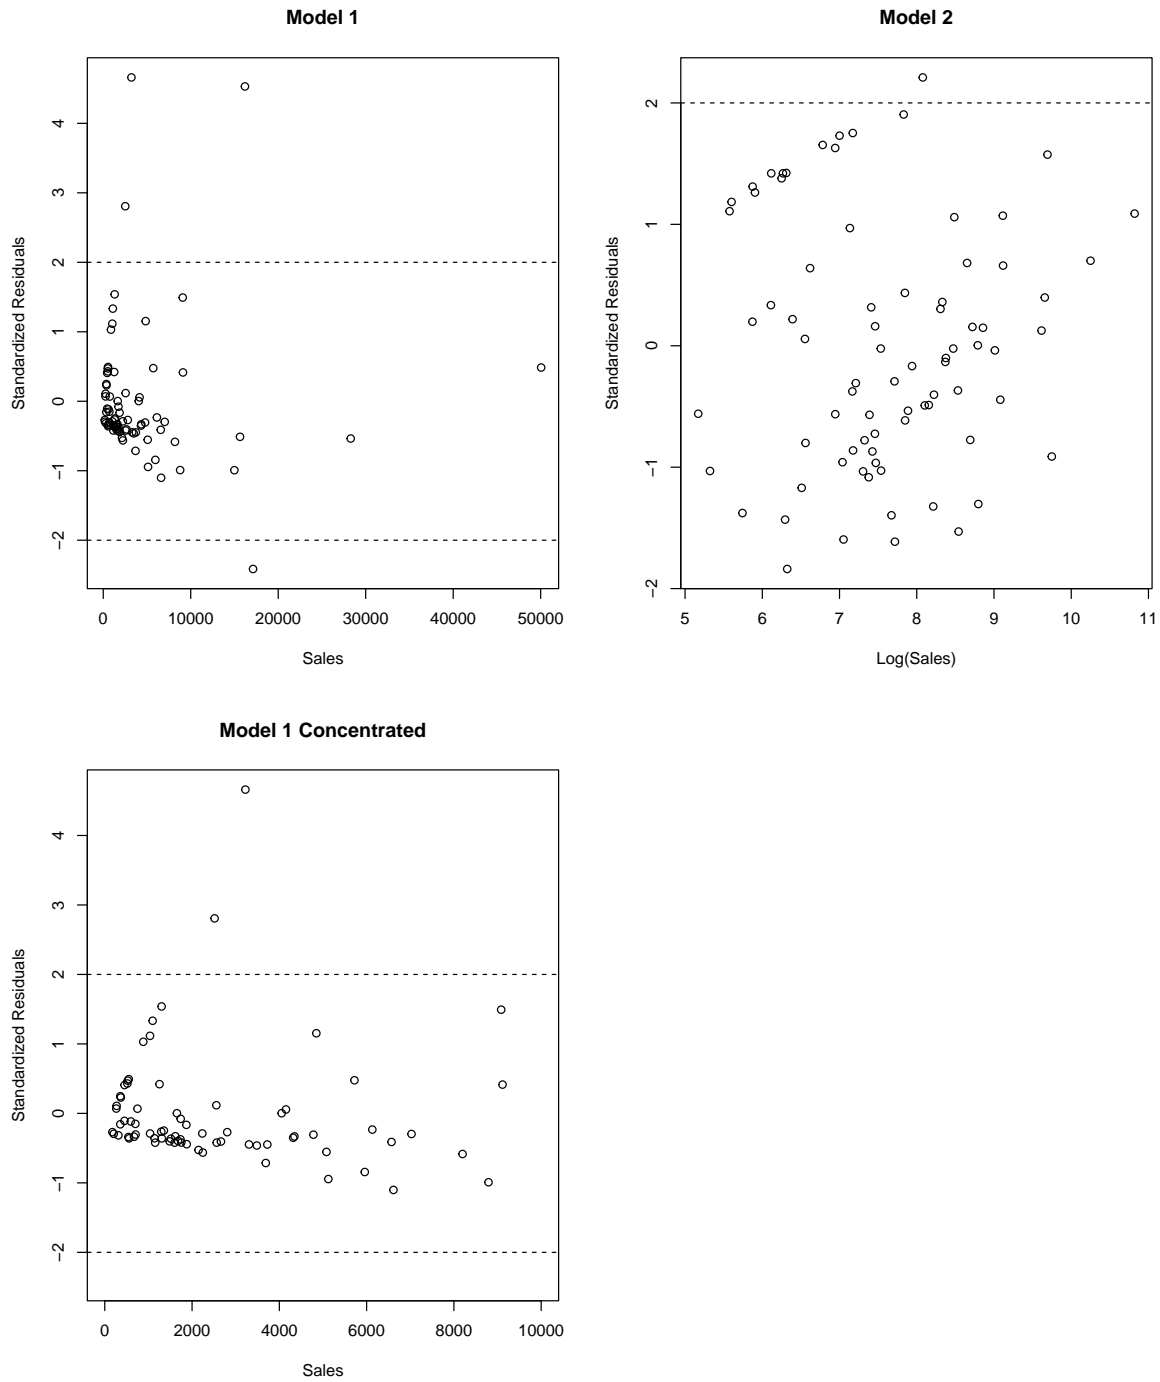 Model 1
Standardized Residuals
4
3
2
1
0
−1
−2
0 10000 20000 30000 40000 50000
Sales
Model 2
Standardized Residuals
2
1
0
−1
−2
5 6 7 8 9 10 11
Log(Sales)
Model 1 Concentrated
Standardized Residuals
4
3
2
1
0
−1
−2
0 2000 4000 6000 8000 10000
Sales